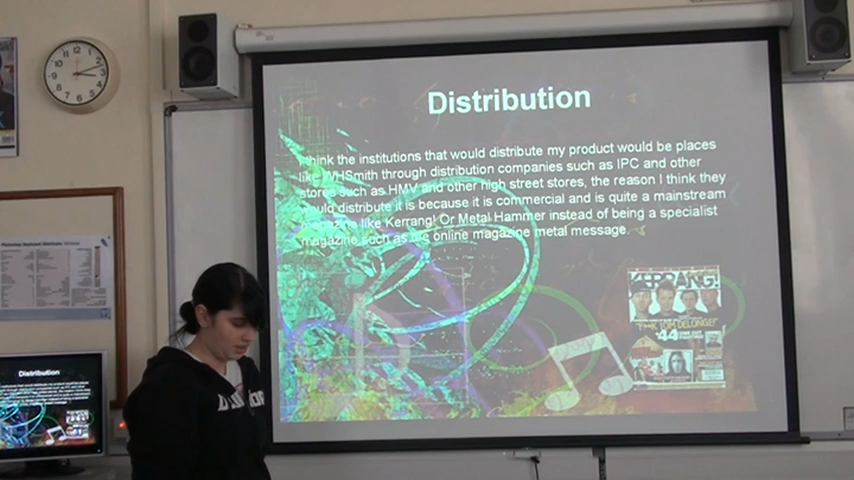 Distribution
I think the institutions that would distribute my product would be places
like WHSmith through distribution companies such as IPC and other
stores such as HMV and other high street stores, the reason I think they
would distribute it is because it is commercial and is quite a mainstream
magazine like Kerrang! Or Metal Hammer instead of being a specialist
magazine such as the online magazine metal message.
KERRANG!
"F**K TOM DELONGE!"
44
Distribution